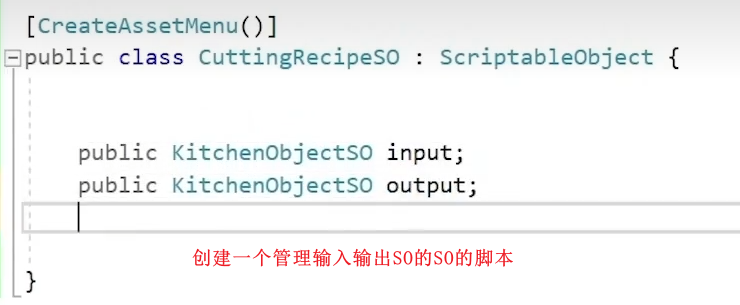 [CreateAssetMenu()]
public class CuttingRecipeSO : ScriptableObject {
public KitchenObjectSO input;
public KitchenObjectSO output;
创建一个管理输入输出SO的SO的脚本
}